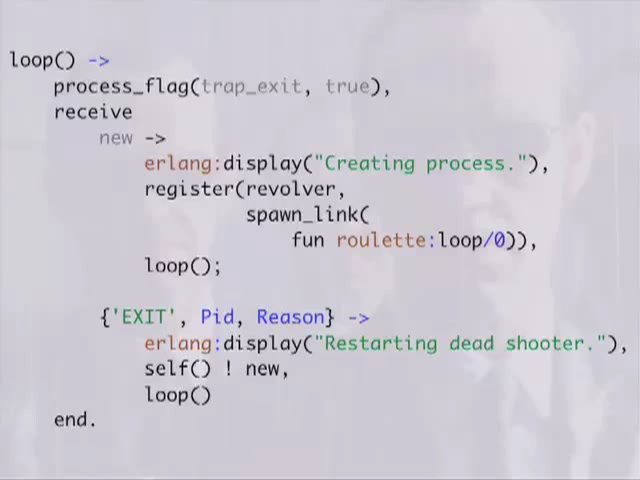 loop() ->
process_flag(trap_exit, true),
receive
new ->
erlang:display("Creating process."),
register(revolver,
spawn_link(
fun roulette:loop/0)),
loop();
{'EXIT', Pid, Reason} ->
erlang:display("Restarting dead shooter."),
self() ! new,
loop()
end.